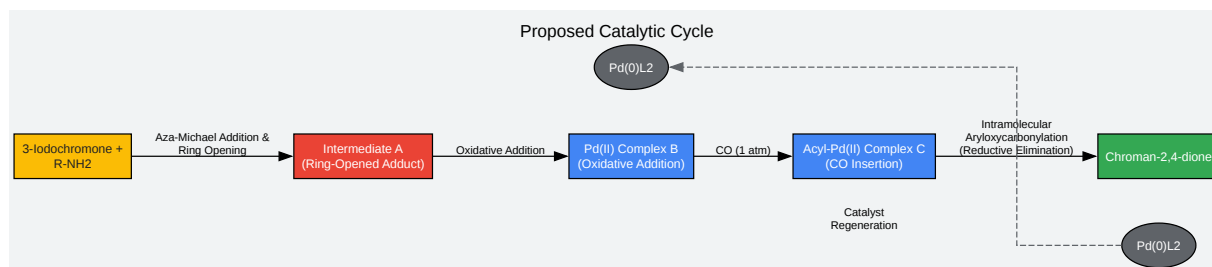 Proposed Catalytic Cycle
Pd(0)L2
3-Iodochromone +
R-NH2
Aza-Michael Addition &
Ring Opening
Intermediate A
(Ring-Opened Adduct)
Oxidative Addition
Pd(II) Complex B
(Oxidative Addition)
CO (1 atm)
Acyl-Pd(II) Complex C
(CO Insertion)
Intramolecular
Aryloxycarbonylation
(Reductive Elimination)
Chroman-2,4-dione
Catalyst
Regeneration
Pd(0)L2